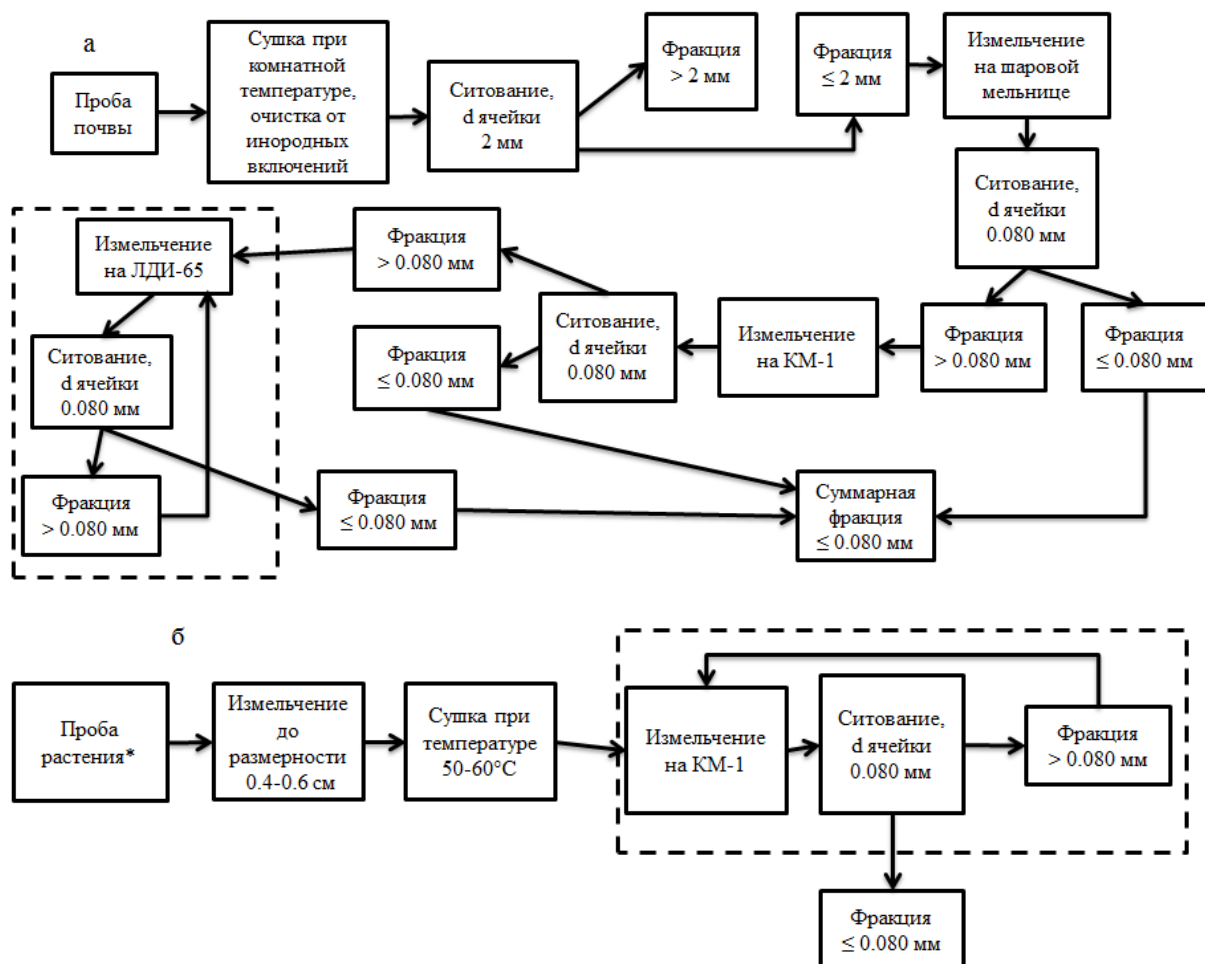 а
Проба
почвы
Сушка при
комнатной
температуре,
очистка от
инородных
включений
Ситование,
d ячейки
2 мм
Фракция
> 2 мм
Фракция
≤ 2 мм
Измельчение
на шаровой
мельнице
Ситование,
d ячейки
0.080 мм
Фракция
> 0.080 мм
Фракция
≤ 0.080 мм
Измельчение
на КМ-1
Ситование,
d ячейки
0.080 мм
Фракция
> 0.080 мм
Фракция
≤ 0.080 мм
Измельчение
на ЛДИ-65
Ситование,
d ячейки
0.080 мм
Фракция
> 0.080 мм
Фракция
≤ 0.080 мм
Суммарная
фракция
≤ 0.080 мм
б
Проба
растения*
Измельчение
до
размерности
0.4-0.6 см
Сушка при
температуре
50-60°С
Измельчение
на КМ-1
Ситование,
d ячейки
0.080 мм
Фракция
> 0.080 мм
Фракция
≤ 0.080 мм